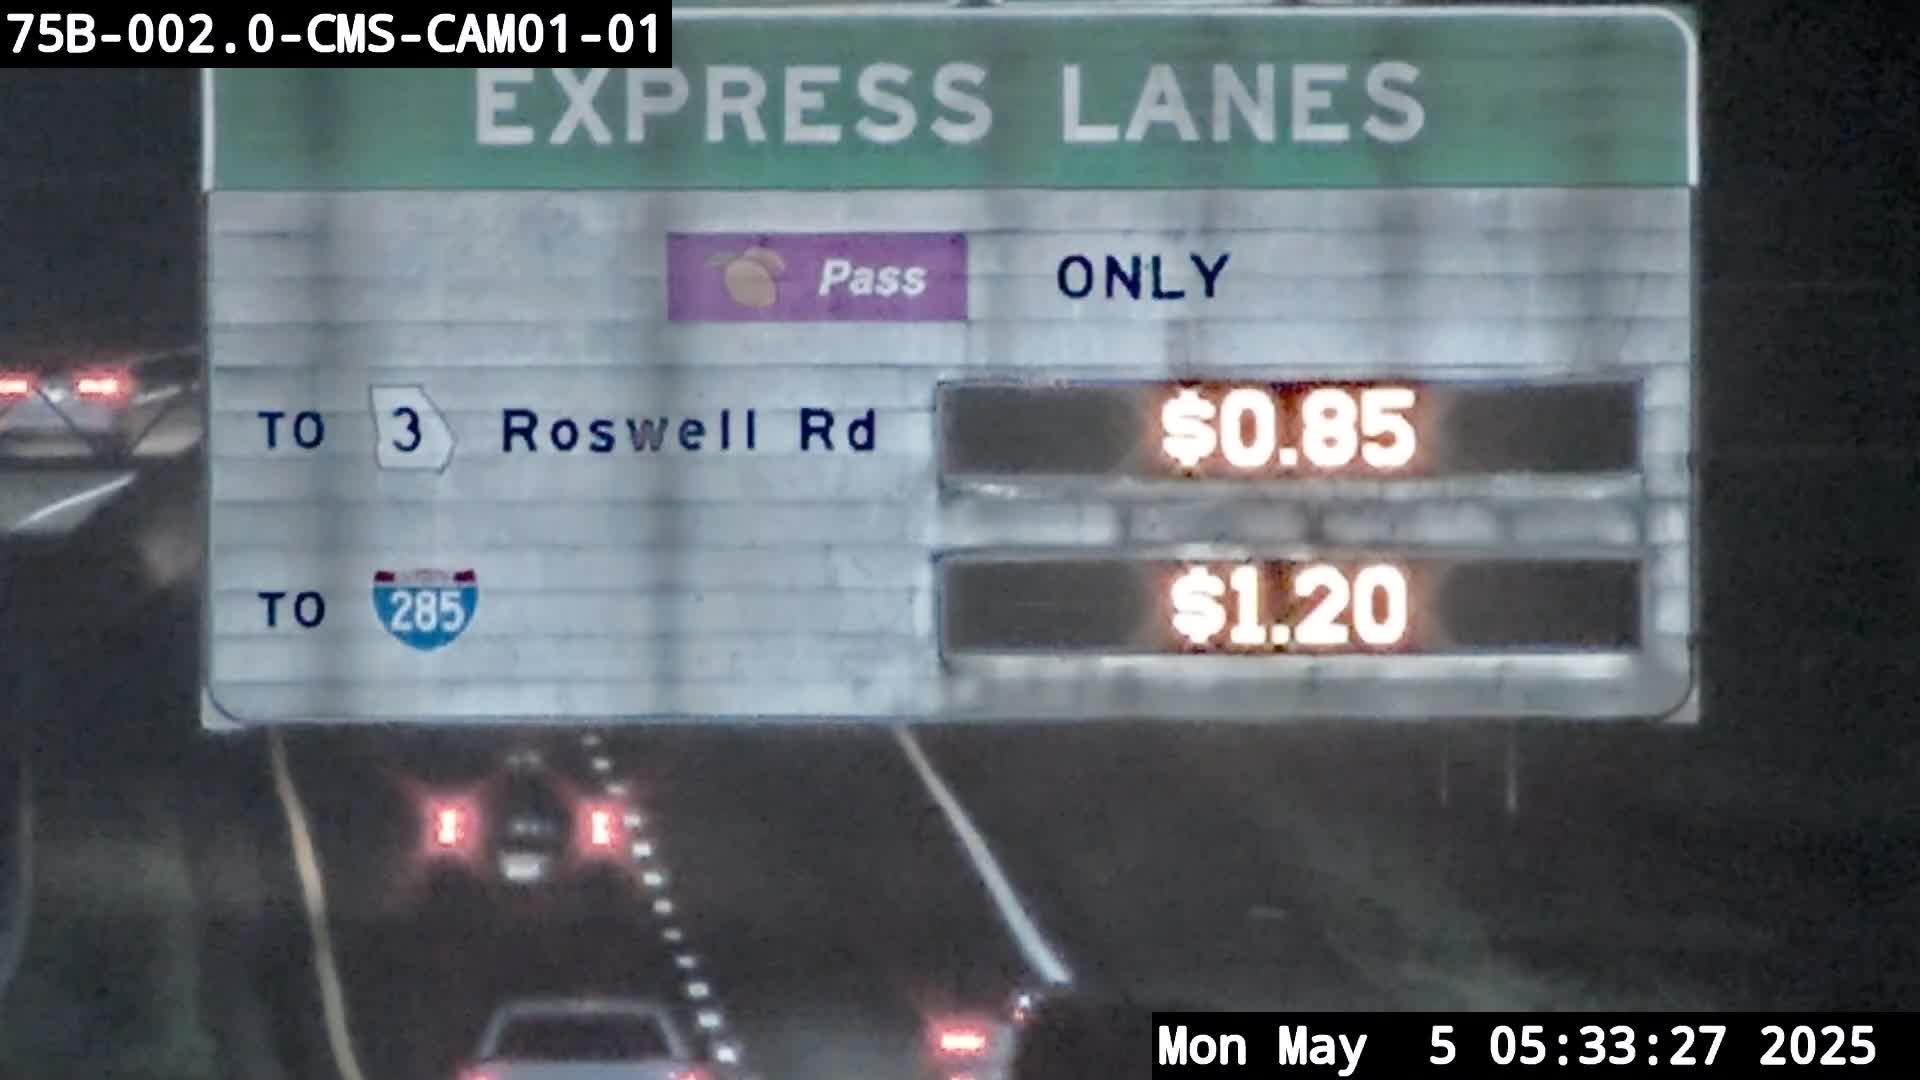 75B-002.0-CMS-CAM01-01
EXPRESS LANES
Pass ONLY
TO 3 Roswell Rd $0.85
TO 285 $1.20
Mon May 5 05:33:27 2025